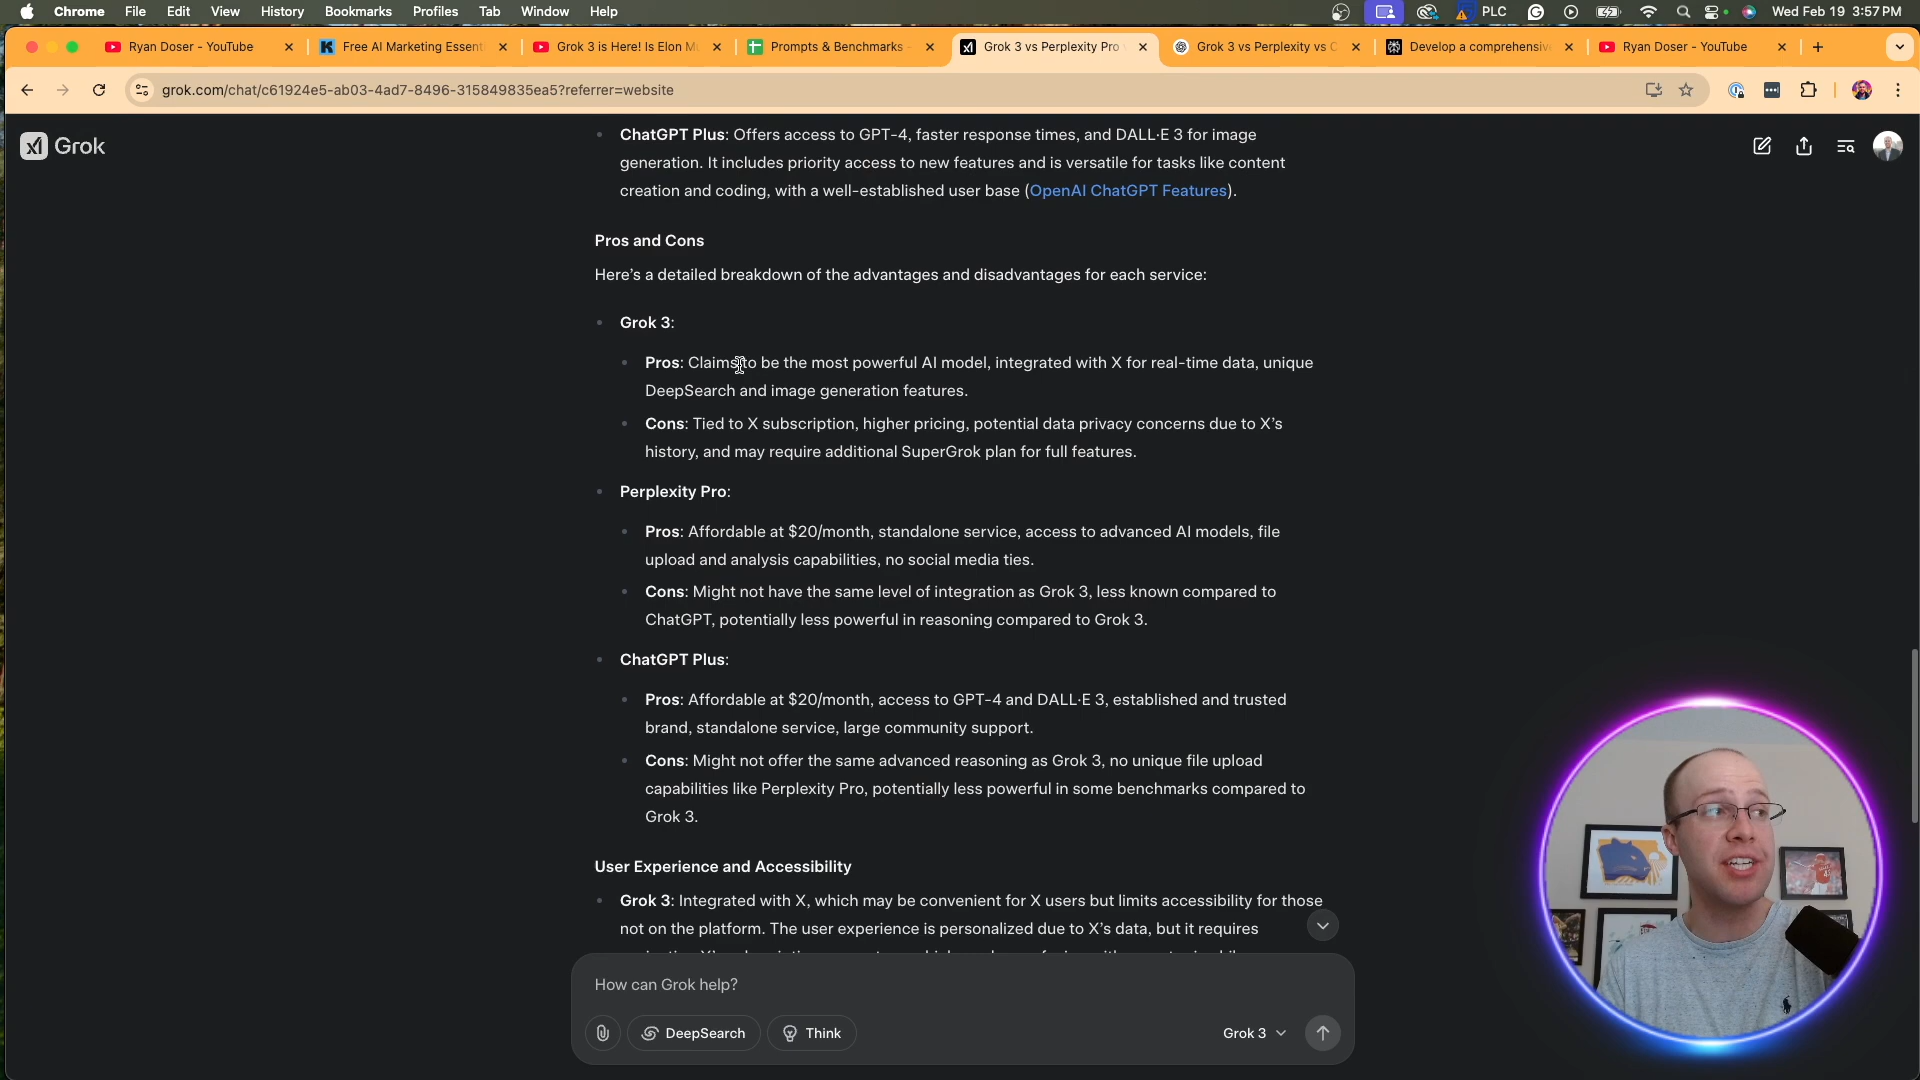 Chrome File Edit View History Bookmarks Profiles Tab Window Help PLC Wed Feb 19 3:57 PM
Ryan Doser - YouTube Free AI Marketing Essent Grok 3 is Here! Is Elon Mu Prompts & Benchmarks - Grok 3 vs Perplexity Pro v Grok 3 vs Perplexity vs C Develop a comprehensiv Ryan Doser - YouTube
grok.com/chat/c61924e5-ab03-4ad7-8496-315849835ea5?referrer=website
Grok
ChatGPT Plus: Offers access to GPT-4, faster response times, and DALL·E 3 for image
generation. It includes priority access to new features and is versatile for tasks like content
creation and coding, with a well-established user base (OpenAI ChatGPT Features).
Pros and Cons
Here's a detailed breakdown of the advantages and disadvantages for each service:
Grok 3:
Pros: Claims to be the most powerful AI model, integrated with X for real-time data, unique
DeepSearch and image generation features.
Cons: Tied to X subscription, higher pricing, potential data privacy concerns due to X's
history, and may require additional SuperGrok plan for full features.
Perplexity Pro:
Pros: Affordable at $20/month, standalone service, access to advanced AI models, file
upload and analysis capabilities, no social media ties.
Cons: Might not have the same level of integration as Grok 3, less known compared to
ChatGPT, potentially less powerful in reasoning compared to Grok 3.
ChatGPT Plus:
Pros: Affordable at $20/month, access to GPT-4 and DALL·E 3, established and trusted
brand, standalone service, large community support.
Cons: Might not offer the same advanced reasoning as Grok 3, no unique file upload
capabilities like Perplexity Pro, potentially less powerful in some benchmarks compared to
Grok 3.
User Experience and Accessibility
Grok 3: Integrated with X, which may be convenient for X users but limits accessibility for those
not on the platform. The user experience is personalized due to X's data, but it requires
How can Grok help?
DeepSearch Think Grok 3